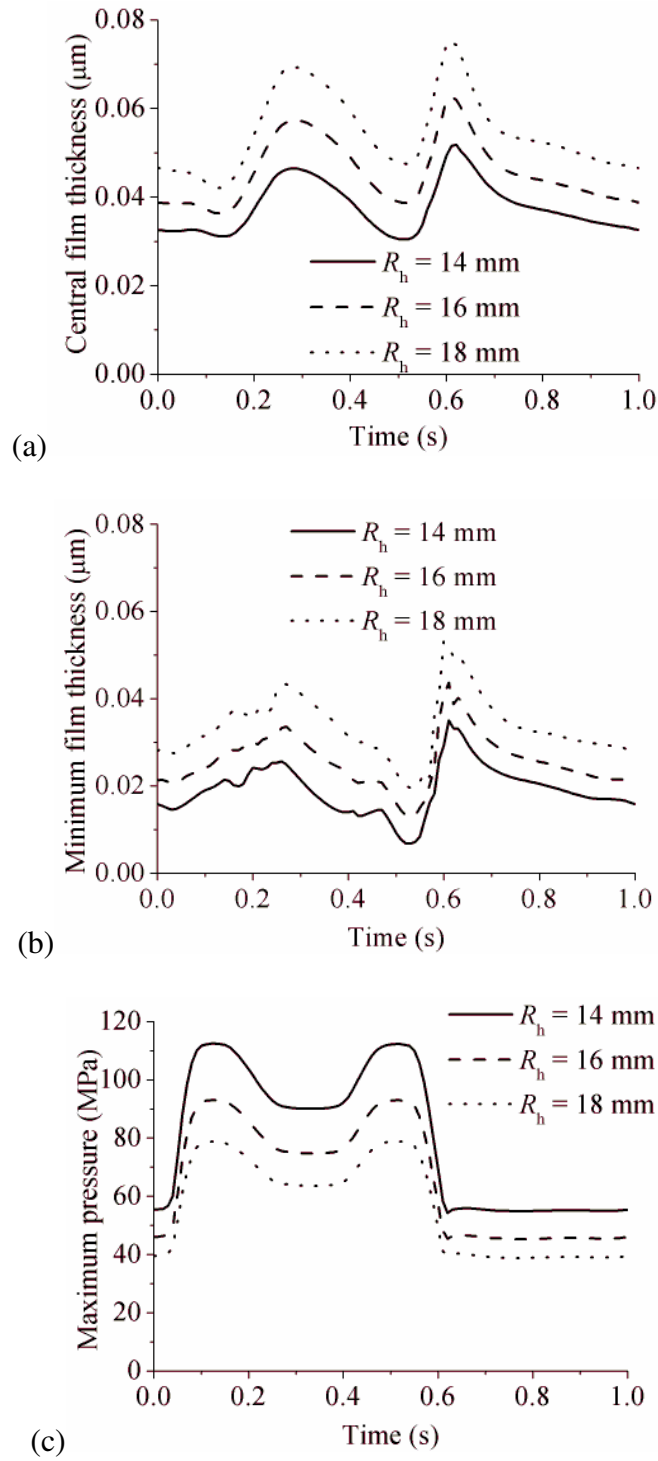 0.08
0.06
0.04
0.02
0.00
Central film thickness (μm)
R_h = 14 mm
R_h = 16 mm
R_h = 18 mm
0.0 0.2 0.4 0.6 0.8 1.0
Time (s)
(a)
0.08
0.06
0.04
0.02
0.00
Minimum film thickness (μm)
R_h = 14 mm
R_h = 16 mm
R_h = 18 mm
0.0 0.2 0.4 0.6 0.8 1.0
Time (s)
(b)
120
100
80
60
40
20
0
Maximum pressure (MPa)
R_h = 14 mm
R_h = 16 mm
R_h = 18 mm
0.0 0.2 0.4 0.6 0.8 1.0
Time (s)
(c)